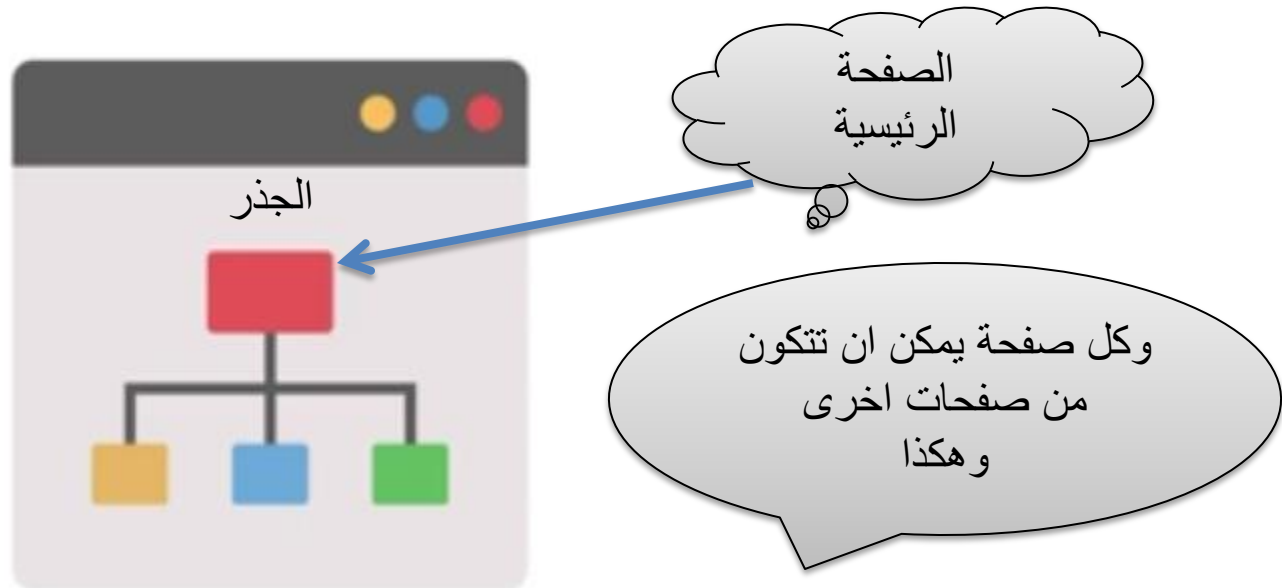 الصفحة
الرئيسية
الجذر
وكل صفحة يمكن ان تتكون
من صفحات اخرى
وهكذا